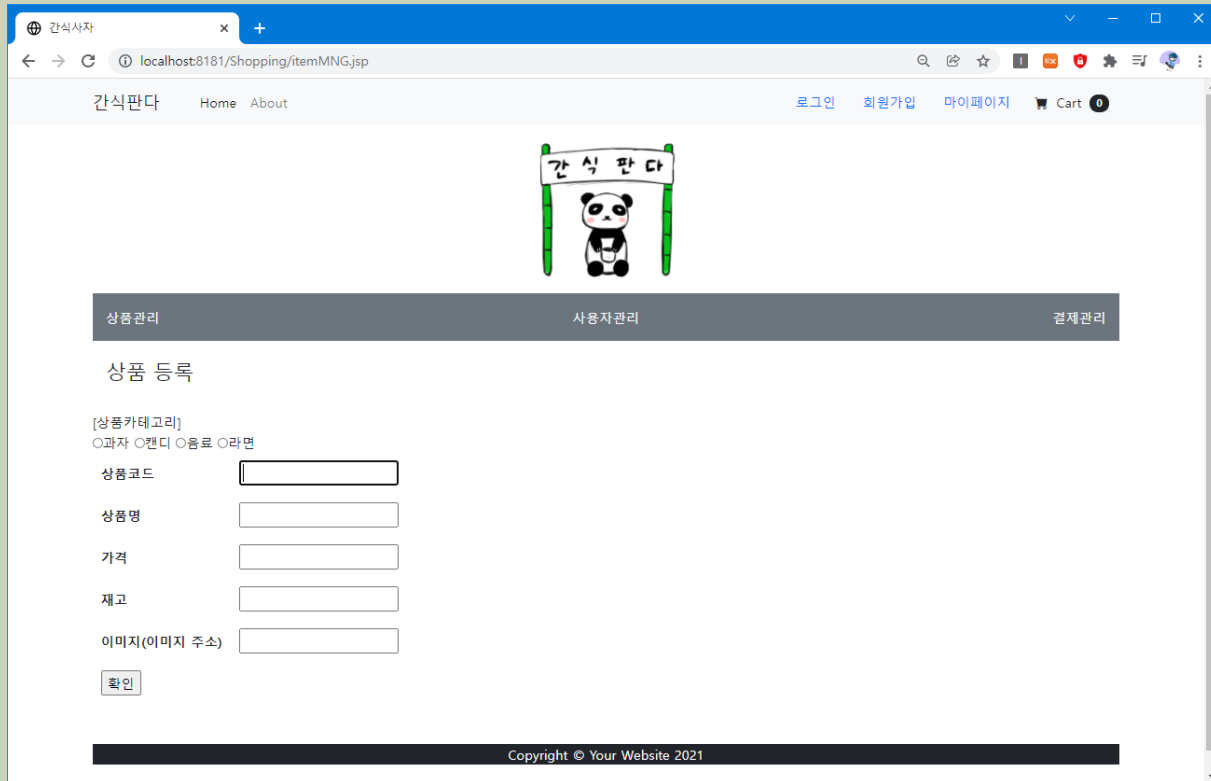 간식사자
localhost:8181/Shopping/itemMNG.jsp
간식판다 Home About 로그인 회원가입 마이페이지 Cart 0
간식판다
상품관리 사용자관리 결제관리
상품 등록
[상품카테고리]
과자 캔디 음료 라면
상품코드
상품명
가격
재고
이미지(이미지 주소)
확인
Copyright © Your Website 2021